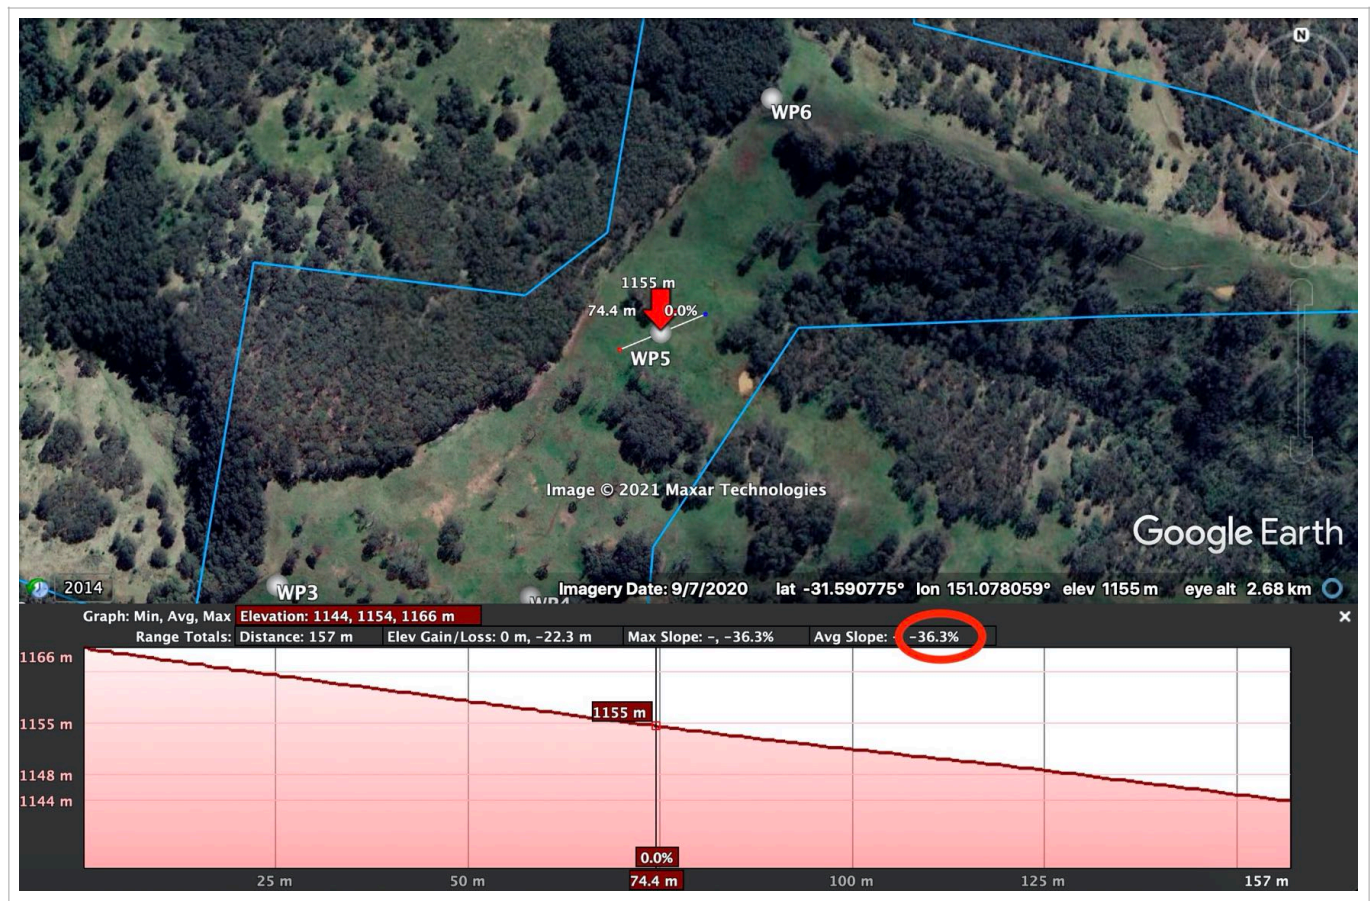 N
WP6
1155 m
74.4 m 0.0%
WP5
Image © 2021 Maxar Technologies
Google Earth
2014
WP3
WP4
Imagery Date: 9/7/2020 lat -31.590775° lon 151.078059° elev 1155 m eye alt 2.68 km
Graph: Min, Avg, Max Elevation: 1144, 1154, 1166 m
Range Totals: Distance: 157 m Elev Gain/Loss: 0 m, -22.3 m Max Slope: -, -36.3% Avg Slope: -36.3%
1166 m
1155 m
1155 m
1148 m
1144 m
0.0%
25 m 50 m 74.4 m 100 m 125 m 157 m